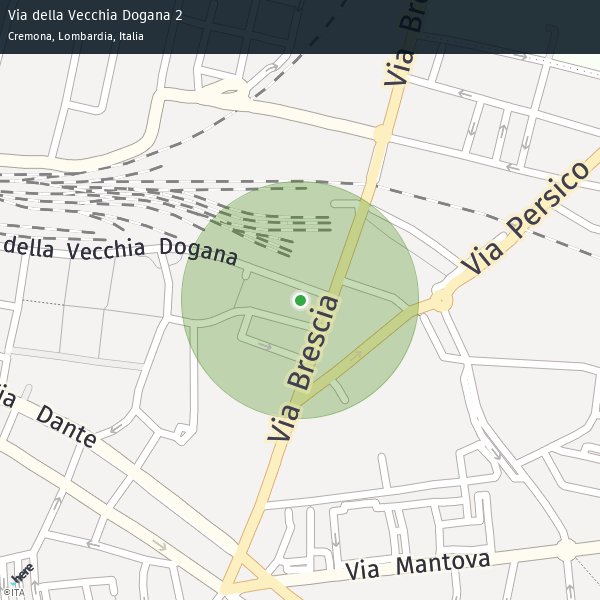 Via della Vecchia Dogana 2
Cremona, Lombardia, Italia
Via Bre
Via Persico
della Vecchia Dogana
Via Brescia
ia Dante
Via Mantova
here
©ITA